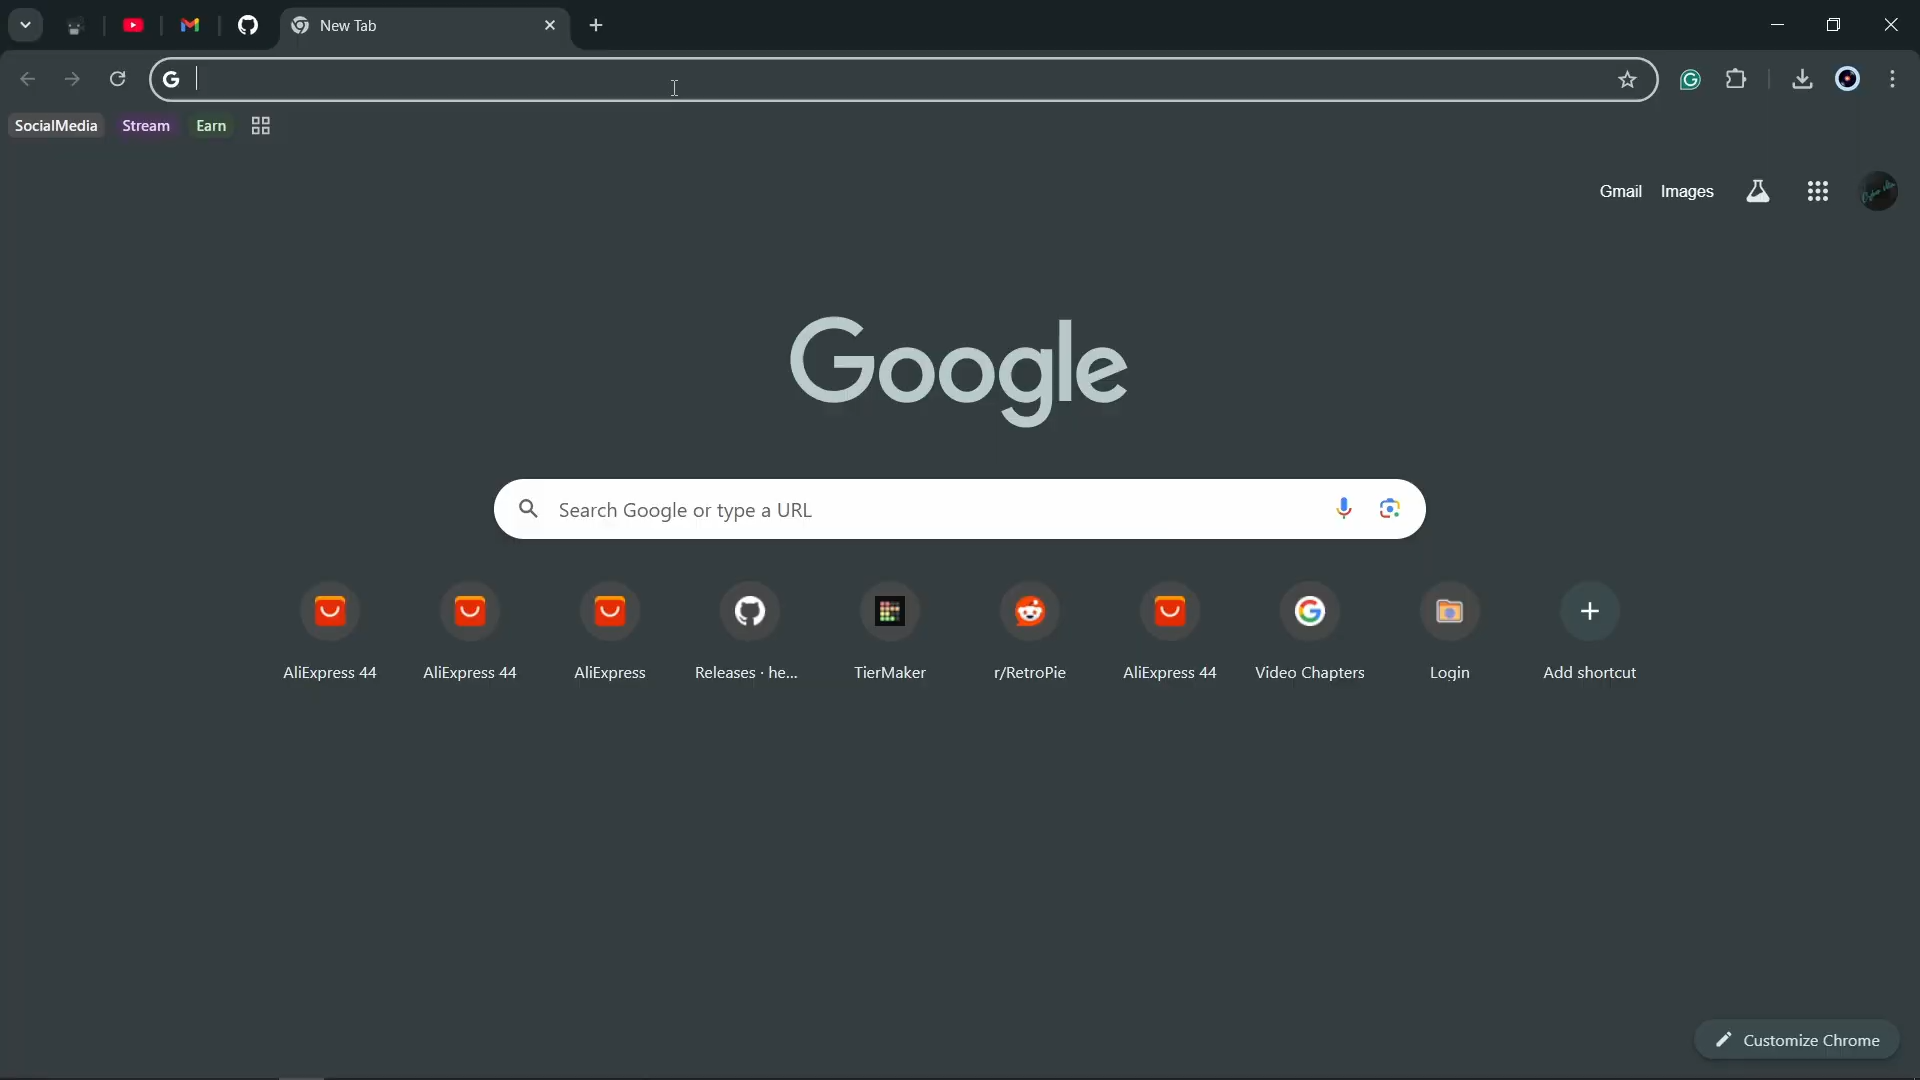 New Tab
SocialMedia Stream Earn
Gmail Images
Google
Search Google or type a URL
AliExpress 44 AliExpress 44 AliExpress Releases · he... TierMaker r/RetroPie AliExpress 44 Video Chapters Login Add shortcut
Customize Chrome